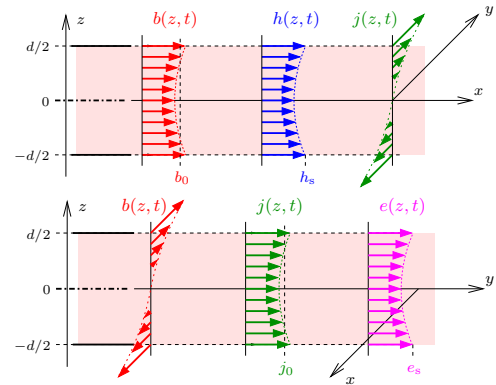 z b(z, t) h(z, t) j(z, t) y
d/2
x
0
-d/2
b₀ hₛ
z b(z, t) j(z, t) e(z, t)
d/2
y
0
-d/2
j₀ eₛ
x